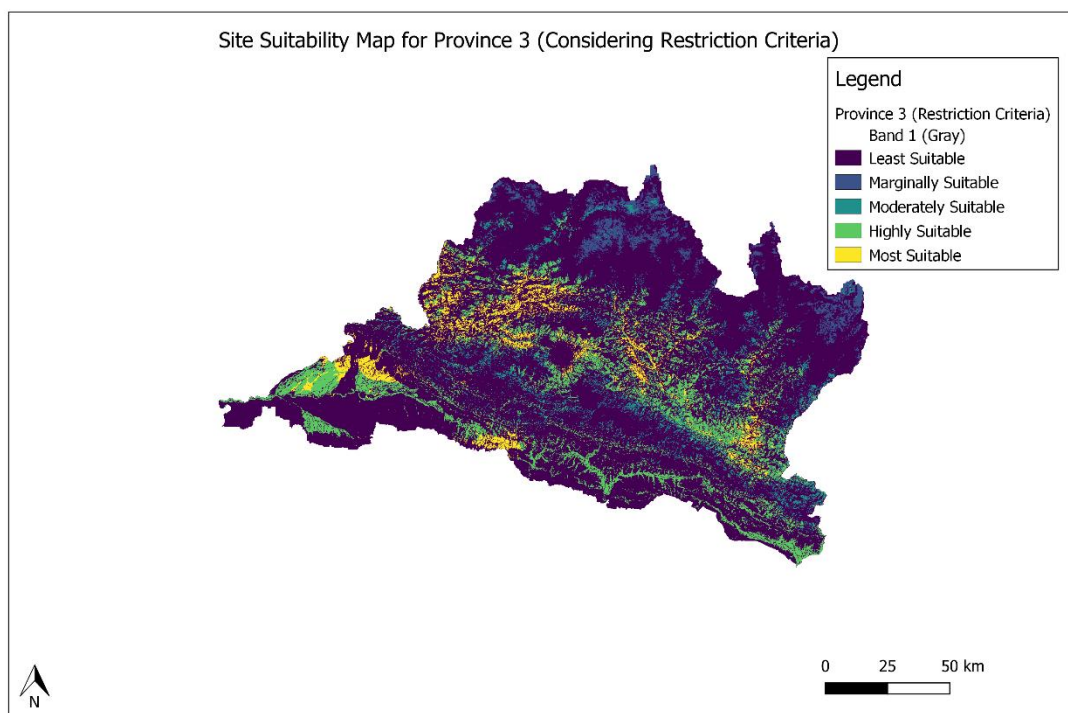 Site Suitability Map for Province 3 (Considering Restriction Criteria)
Legend
Province 3 (Restriction Criteria)
Band 1 (Gray)
Least Suitable
Marginally Suitable
Moderately Suitable
Highly Suitable
Most Suitable
0 25 50 km
N